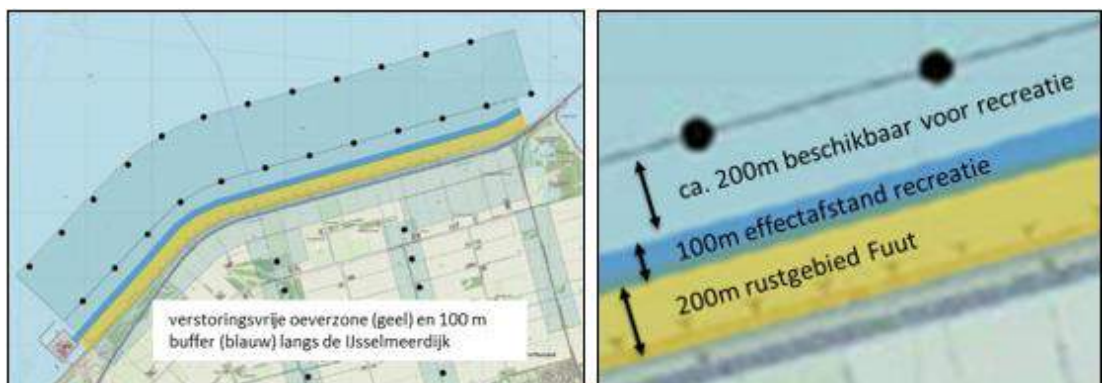 verstoringsvrije oeverzone (geel) en 100 m
buffer (blauw) langs de IJsselmeerdijk
ca. 200m beschikbaar voor recreatie
100m effectafstand recreatie
200m rustgebied Fuut